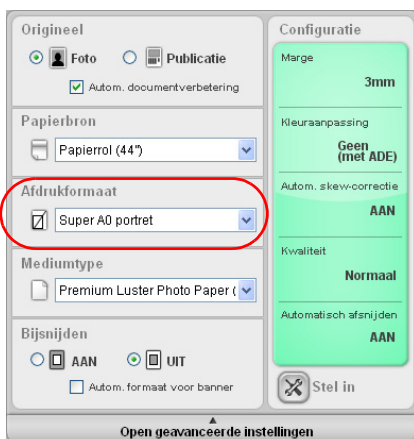 Origineel
Foto Publicatie
Autom. documentverbetering
Papierbron
Papierrol (44")
Afdrukformaat
Super A0 portret
Mediumtype
Premium Luster Photo Paper (
Bijsnijden
AAN UIT
Autom. formaat voor banner
Configuratie
Marge
3mm
Kleuraanpassing
Geen
(met ADE)
Autom. skew-correctie
AAN
Kwaliteit
Normaal
Automatisch afsnijden
AAN
Stel in
Open geavanceerde instellingen